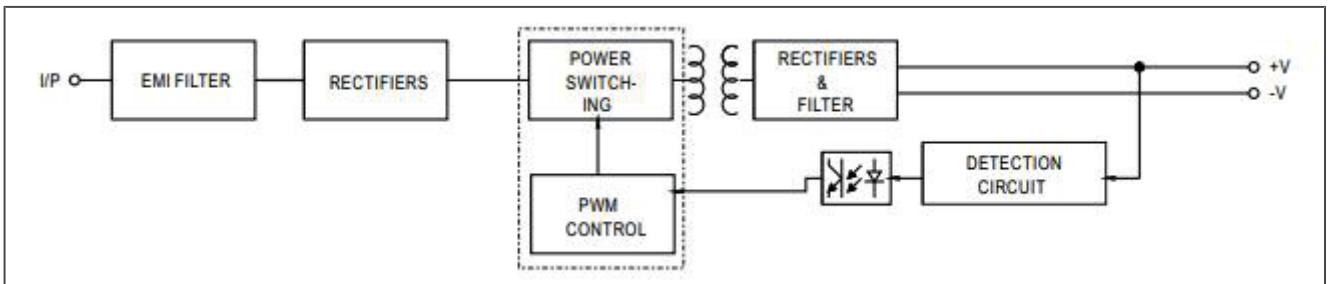 I/P
EMI FILTER
RECTIFIERS
POWER
SWITCH-
ING
RECTIFIERS
&
FILTER
+V
-V
DETECTION
CIRCUIT
PWM
CONTROL